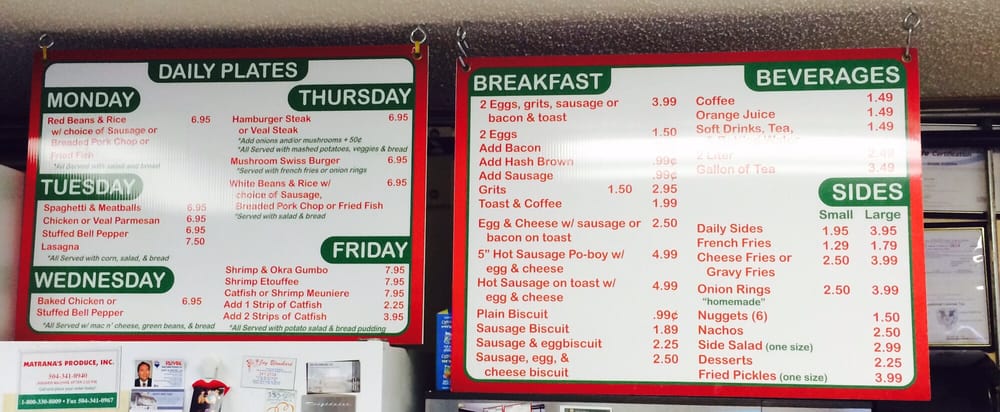 DAILY PLATES
MONDAY
Red Beans & Rice 6.95
w/ choice of Sausage or
Breaded Pork Chop or
Fried Fish
*All Served with salad and bread
TUESDAY
Spaghetti & Meatballs 6.95
Chicken or Veal Parmesan 6.95
Stuffed Bell Pepper 6.95
Lasagna 7.50
*All Served with corn, salad, & bread
WEDNESDAY
Baked Chicken or 6.95
Stuffed Bell Pepper
*All Served w/ mac n' cheese, green beans, & bread
THURSDAY
Hamburger Steak 6.95
or Veal Steak
*Add onions and/or mushrooms + 50¢
*All Served with mashed potatoes, veggies & bread
Mushroom Swiss Burger 6.95
*Served with french fries or onion rings
White Beans & Rice w/ 6.95
choice of Sausage,
Breaded Pork Chop or Fried Fish
*Served with salad & bread
FRIDAY
Shrimp & Okra Gumbo 7.95
Shrimp Etouffee 7.95
Catfish or Shrimp Meuniere 7.95
Add 1 Strip of Catfish 2.25
Add 2 Strips of Catfish 3.95
*All Served with potato salad & bread pudding
BREAKFAST
2 Eggs, grits, sausage or 3.99
bacon & toast
2 Eggs 1.50
Add Bacon
Add Hash Brown .99¢
Add Sausage .99¢
Grits 1.50 2.95
Toast & Coffee 1.99
Egg & Cheese w/ sausage or 2.50
bacon on toast
5" Hot Sausage Po-boy w/ 4.99
egg & cheese
Hot Sausage on toast w/ 4.99
egg & cheese
Plain Biscuit .99¢
Sausage Biscuit 1.89
Sausage & eggbiscuit 2.25
Sausage, egg, & 2.50
cheese biscuit
BEVERAGES
Coffee 1.49
Orange Juice 1.49
Soft Drinks, Tea, 1.49
2 Liter 2.49
Gallon of Tea 3.49
SIDES
Small Large
Daily Sides 1.95 3.95
French Fries 1.29 1.79
Cheese Fries or 2.50 3.99
Gravy Fries
Onion Rings 2.50 3.99
"homemade"
Nuggets (6) 1.50
Nachos 2.50
Side Salad (one size) 2.99
Desserts 2.25
Fried Pickles (one size) 3.99
MATRANA'S PRODUCE, INC.
504-341-0940
1-800-330-8009 • Fax 504-341-0967
RE/MAX
FRIGIDAIRE